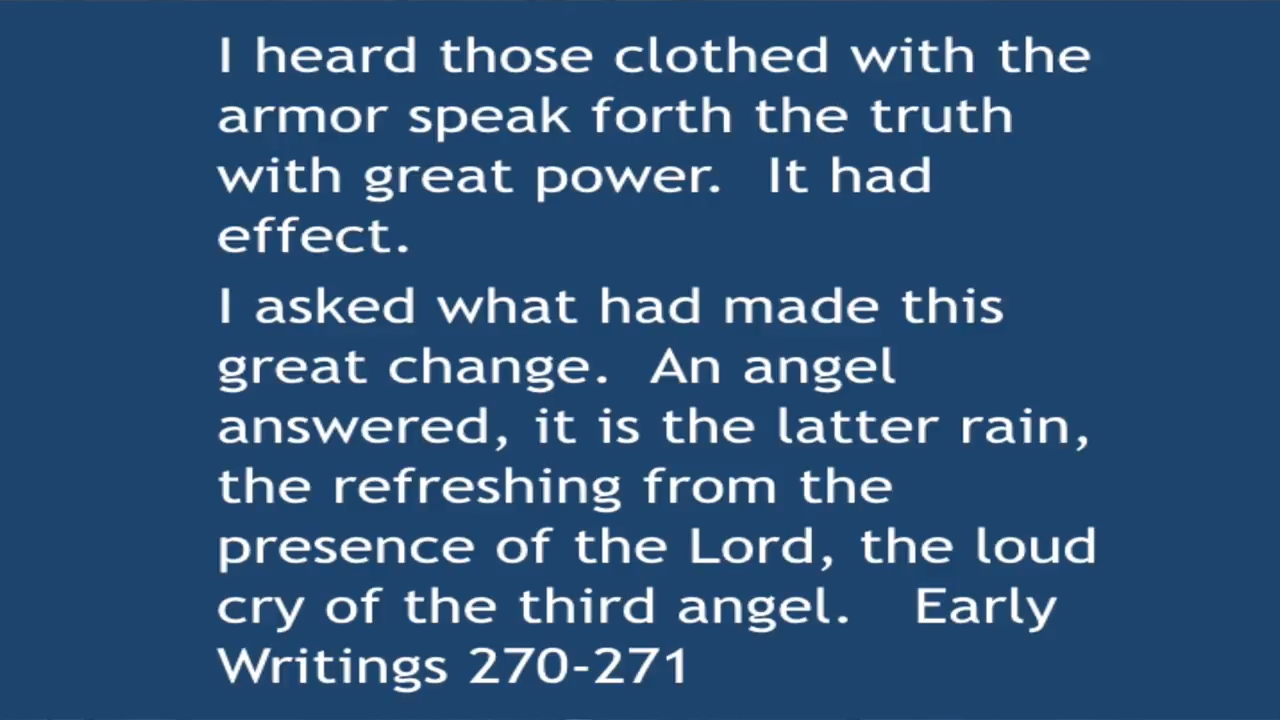 I heard those clothed with the
armor speak forth the truth
with great power.  It had
effect.
I asked what had made this
great change.  An angel
answered, it is the latter rain,
the refreshing from the
presence of the Lord, the loud
cry of the third angel.   Early
Writings 270-271